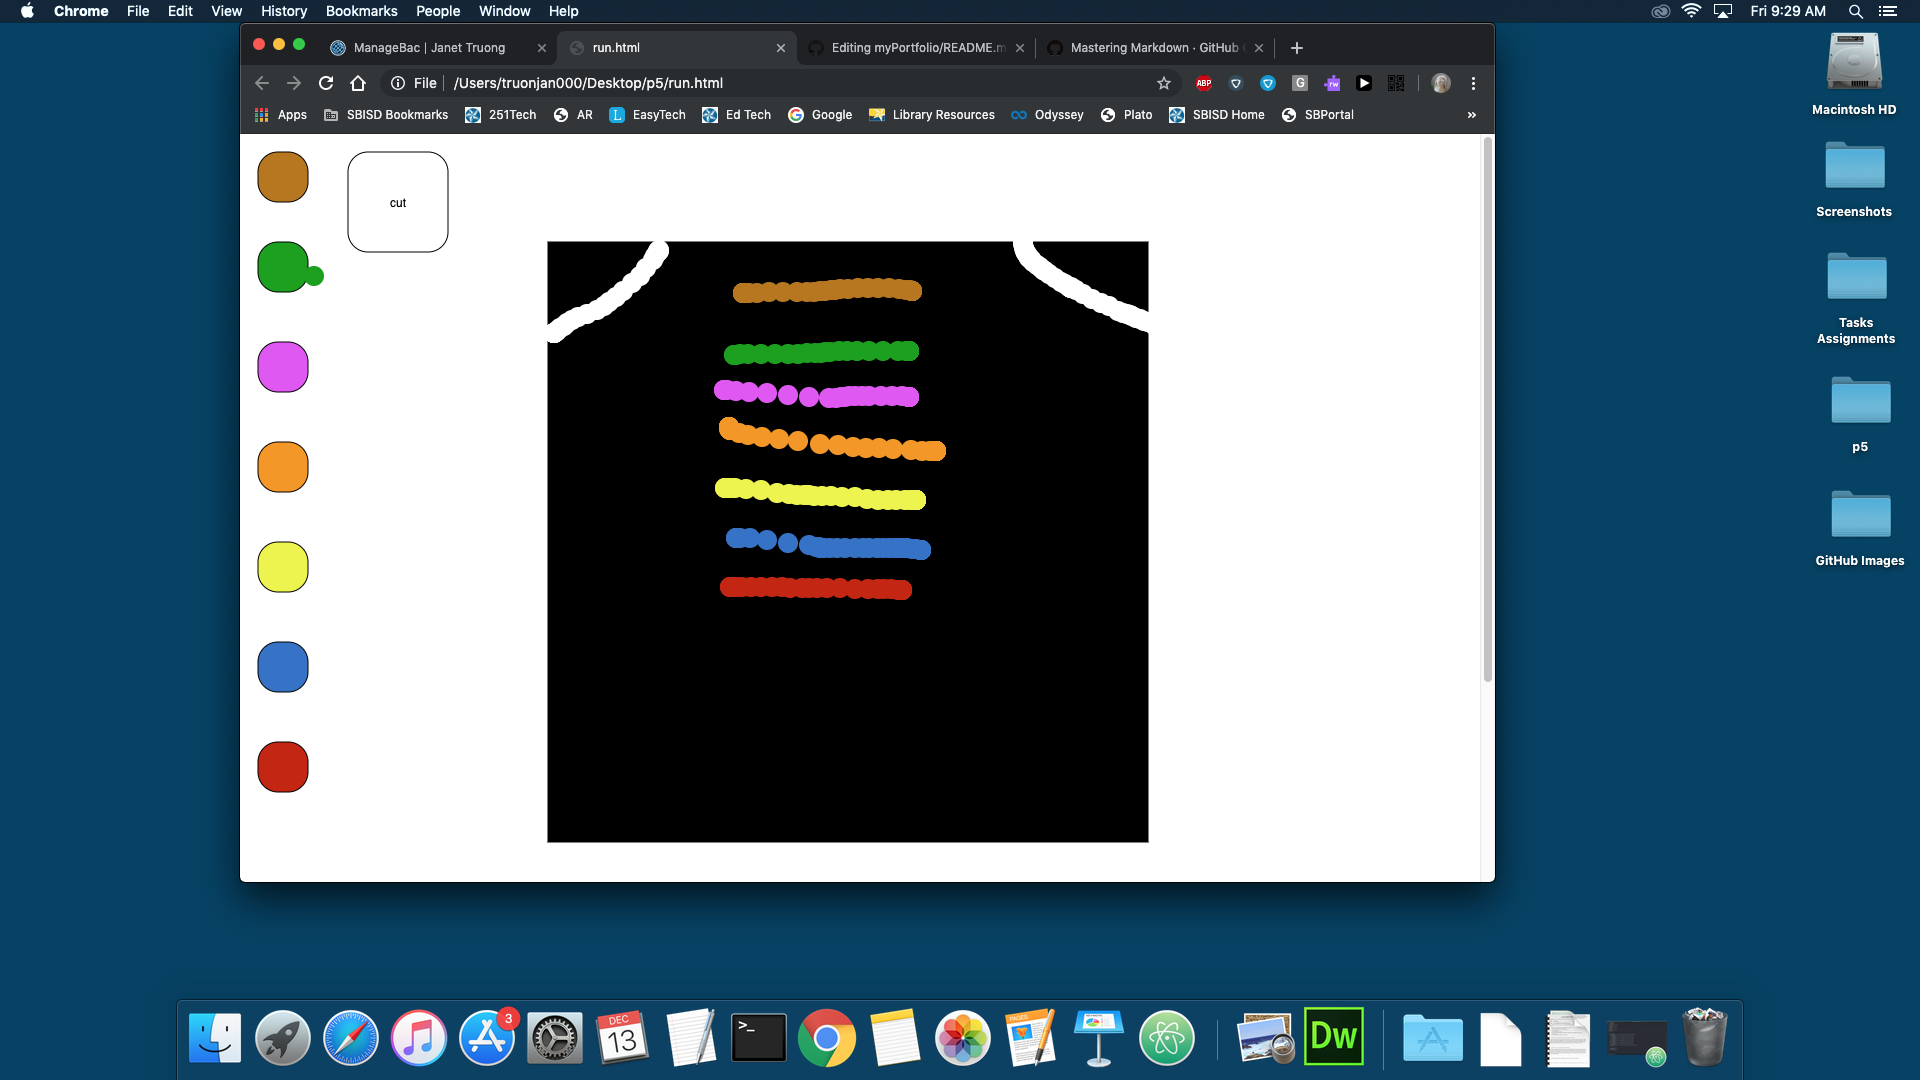 Chrome File Edit View History Bookmarks People Window Help Fri 9:29 AM
ManageBac | Janet Truong run.html Editing myPortfolio/README.m Mastering Markdown · GitHub
File /Users/truonjan000/Desktop/p5/run.html ABP G rw
Apps SBISD Bookmarks 251Tech AR L EasyTech Ed Tech Google Library Resources Odyssey Plato SBISD Home SBPortal »
cut
Macintosh HD
Screenshots
Tasks
Assignments
p5
GitHub Images
3
DEC
13
>_
PAGES
Dw